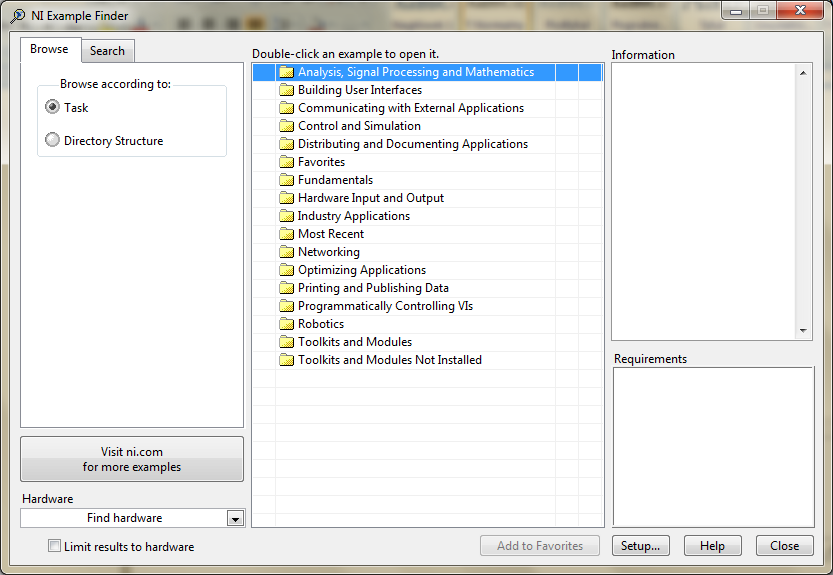 NI Example Finder
Browse
Search
Browse according to:
Task
Directory Structure
Visit ni.com
for more examples
Hardware
Find hardware
Limit results to hardware
Double-click an example to open it.
Analysis, Signal Processing and Mathematics
Building User Interfaces
Communicating with External Applications
Control and Simulation
Distributing and Documenting Applications
Favorites
Fundamentals
Hardware Input and Output
Industry Applications
Most Recent
Networking
Optimizing Applications
Printing and Publishing Data
Programmatically Controlling VIs
Robotics
Toolkits and Modules
Toolkits and Modules Not Installed
Information
Requirements
Add to Favorites
Setup...
Help
Close